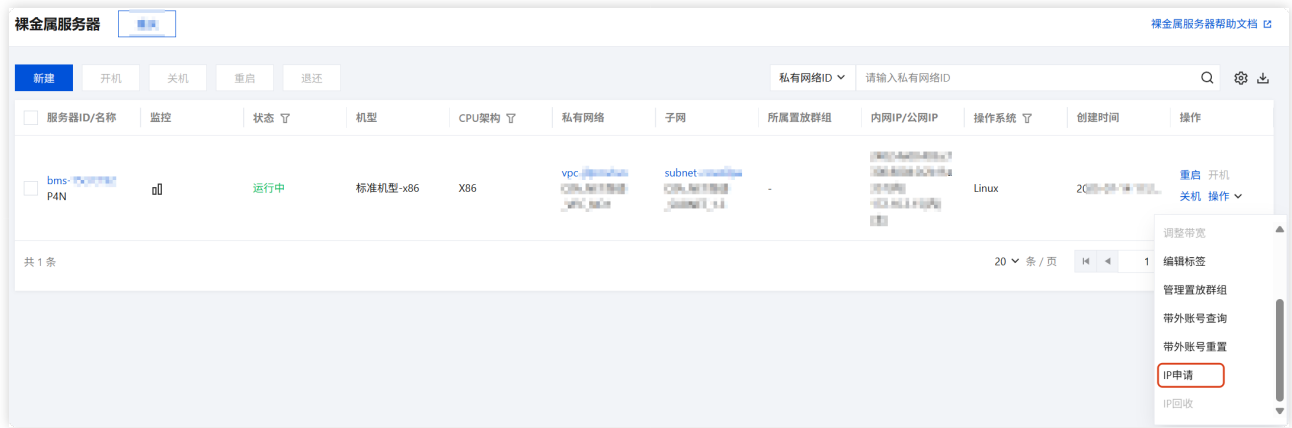 裸金属服务器
裸金属服务器帮助文档
新建 开机 关机 重启 退还 私有网络ID 请输入私有网络ID
服务器ID/名称 监控 状态 机型 CPU架构 私有网络 子网 所属置放群组 内网IP/公网IP 操作系统 创建时间 操作
bms-
P4N
运行中
标准机型-x86
X86
vpc-
subnet-
-
Linux
20
重启 开机
关机 操作
共 1 条
20 条 / 页 1
调整带宽
编辑标签
管理置放群组
带外账号查询
带外账号重置
IP申请
IP回收